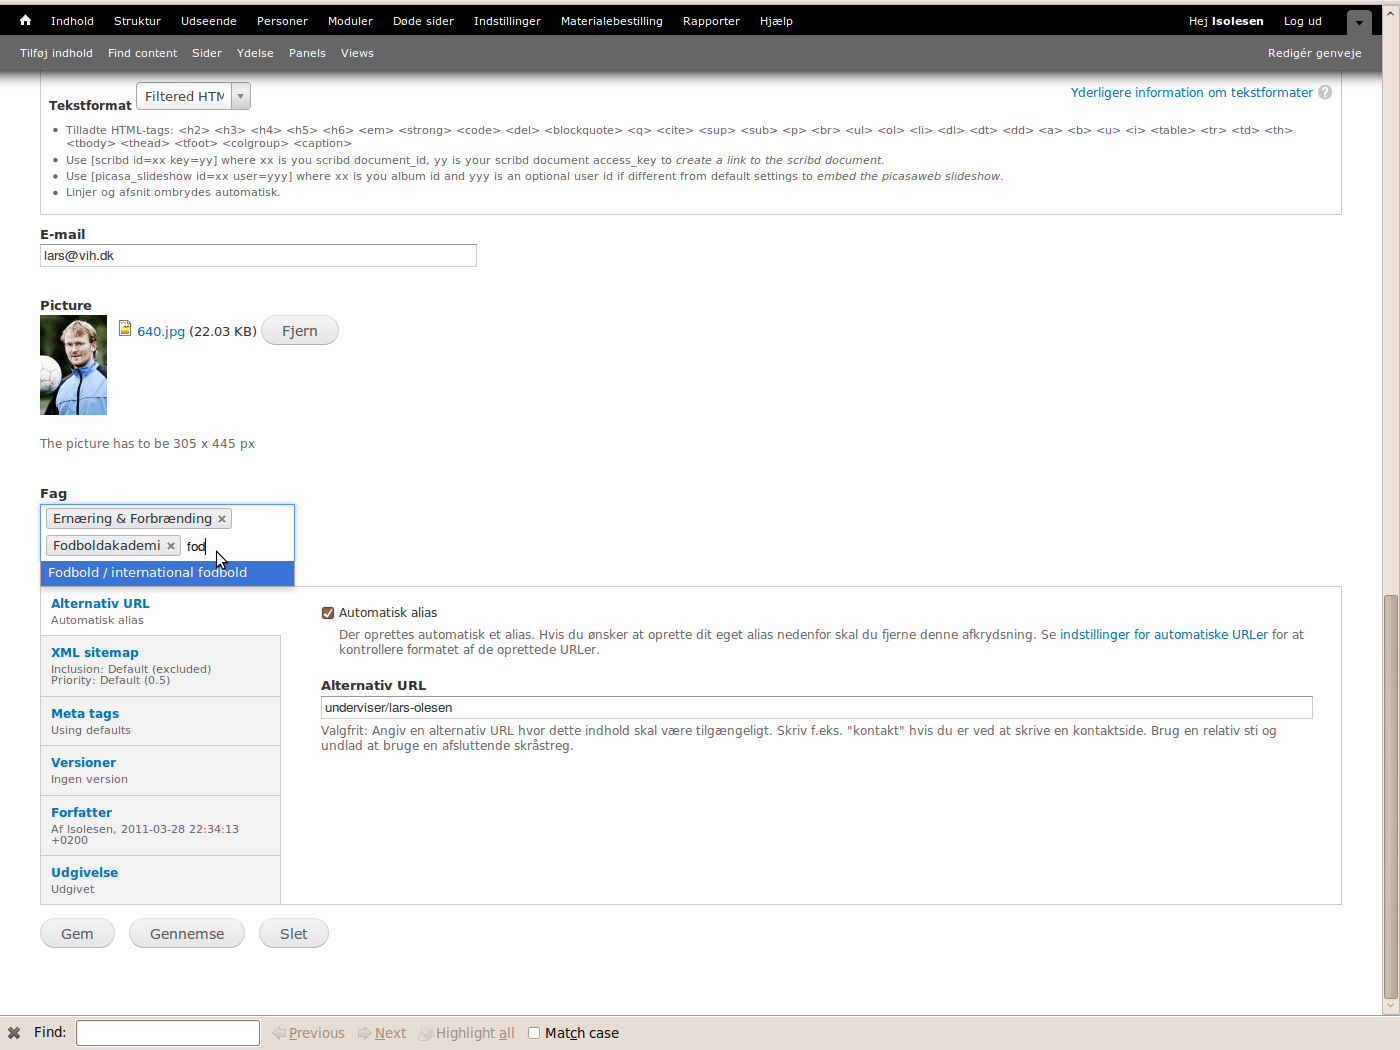 Indhold Struktur Udseende Personer Moduler Døde sider Indstillinger Materialebestilling Rapporter Hjælp Hej lsolesen Log ud
Tilføj indhold Find content Sider Ydelse Panels Views Redigér genveje
Tekstformat Filtered HTM Yderligere information om tekstformater ?
Tilladte HTML-tags: <h2> <h3> <h4> <h5> <h6> <em> <strong> <code> <del> <blockquote> <q> <cite> <sup> <sub> <p> <br> <ul> <ol> <li> <dl> <dt> <dd> <a> <b> <u> <i> <table> <tr> <td> <th>
<tbody> <thead> <tfoot> <colgroup> <caption>
Use [scribd id=xx key=yy] where xx is you scribd document_id, yy is your scribd document access_key to create a link to the scribd document.
Use [picasa_slideshow id=xx user=yyy] where xx is you album id and yyy is an optional user id if different from default settings to embed the picasaweb slideshow.
Linjer og afsnit ombrydes automatisk.
E-mail
lars@vih.dk
Picture
640.jpg (22.03 KB) Fjern
The picture has to be 305 x 445 px
Fag
Ernæring & Forbrænding
Fodboldakademi fod
Fodbold / international fodbold
Alternativ URL
Automatisk alias
XML sitemap
Inclusion: Default (excluded)
Priority: Default (0.5)
Meta tags
Using defaults
Versioner
Ingen version
Forfatter
Af lsolesen, 2011-03-28 22:34:13
+0200
Udgivelse
Udgivet
Automatisk alias
Der oprettes automatisk et alias. Hvis du ønsker at oprette dit eget alias nedenfor skal du fjerne denne afkrydsning. Se indstillinger for automatiske URLer for at
kontrollere formatet af de oprettede URLer.
Alternativ URL
underviser/lars-olesen
Valgfrit: Angiv en alternativ URL hvor dette indhold skal være tilgængeligt. Skriv f.eks. "kontakt" hvis du er ved at skrive en kontaktside. Brug en relativ sti og
undlad at bruge en afsluttende skråstreg.
Gem Gennemse Slet
Find: Previous Next Highlight all Match case